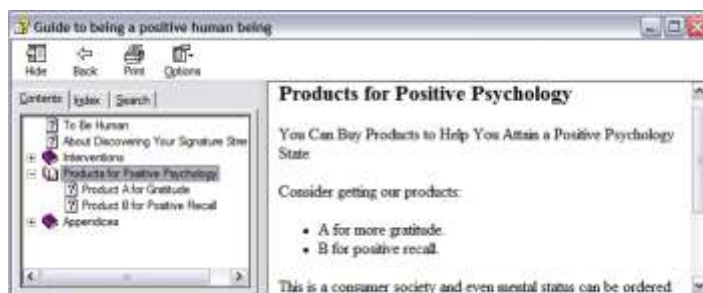 Guide to being a positive human being
Hide Back Print Options
Contents Index Search
To Be Human
About Discovering Your Signature Stre
Interventions
Products for Positive Psychology
Product A for Gratitude
Product B for Positive Recall
Appendices
Products for Positive Psychology
You Can Buy Products to Help You Attain a Positive Psychology
State
Consider getting our products:
• A for more gratitude.
• B for positive recall.
This is a consumer society and even mental status can be ordered